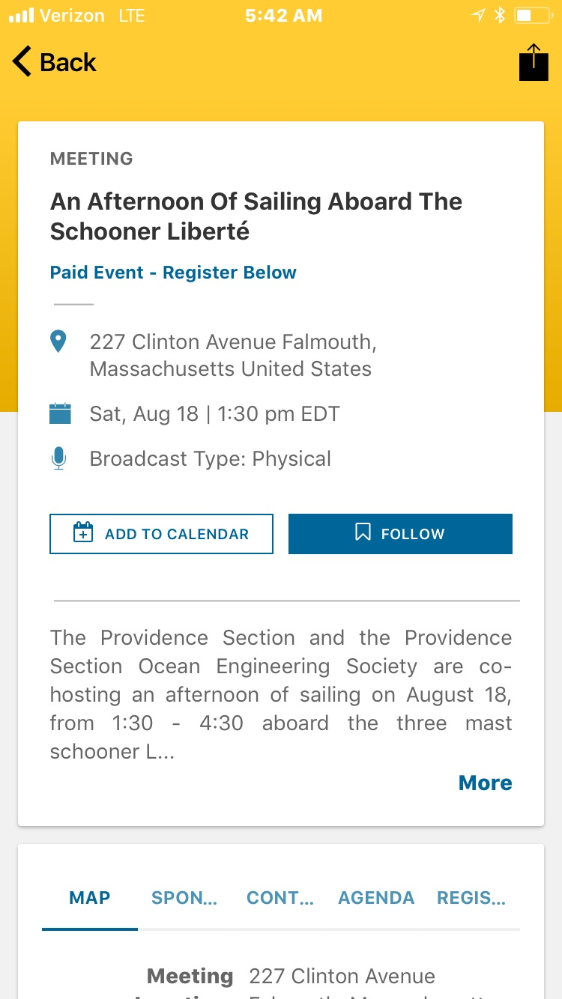 Verizon LTE 5:42 AM
Back
MEETING
An Afternoon Of Sailing Aboard The
Schooner Liberté
Paid Event - Register Below
227 Clinton Avenue Falmouth,
Massachusetts United States
Sat, Aug 18 | 1:30 pm EDT
Broadcast Type: Physical
ADD TO CALENDAR
FOLLOW
The Providence Section and the Providence
Section Ocean Engineering Society are co-
hosting an afternoon of sailing on August 18,
from 1:30 - 4:30 aboard the three mast
schooner L...
More
MAP SPON... CONT... AGENDA REGIS...
Meeting 227 Clinton Avenue